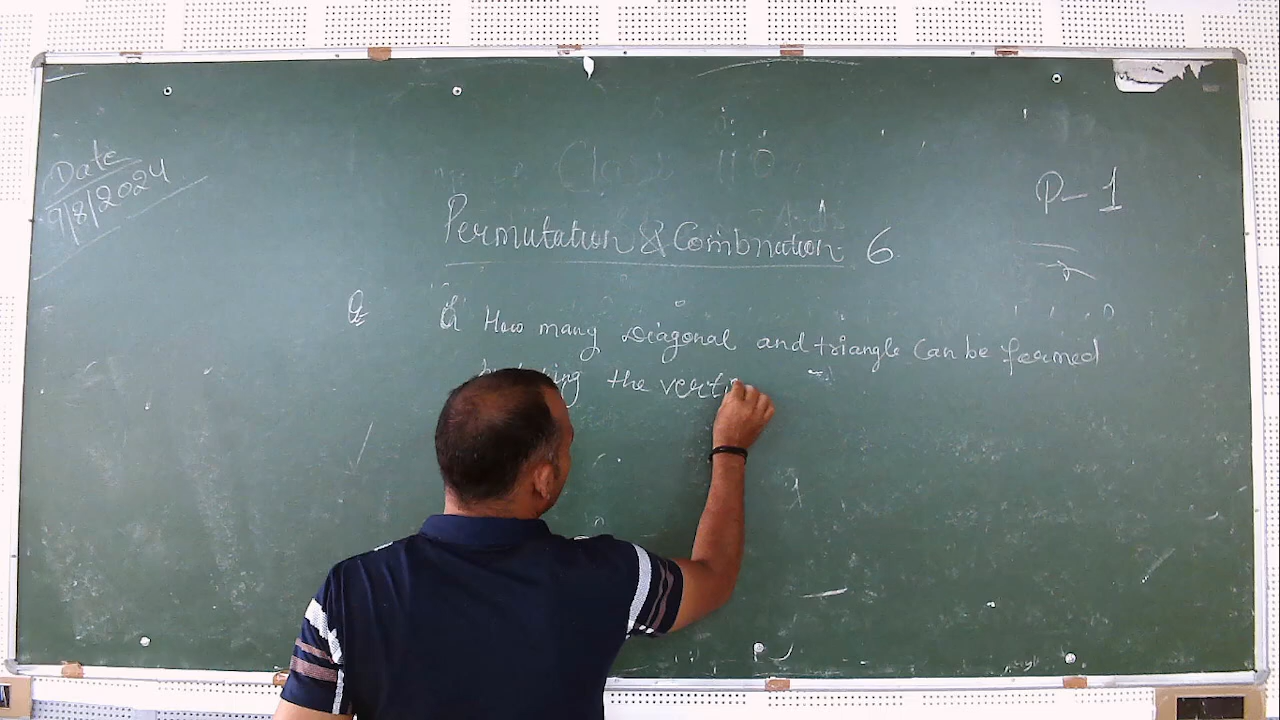 Date
9/8/2024
Class 11
P-1
Permutation & Combination 6
Q
Q How many Diagonal and triangle can be formed
the vert